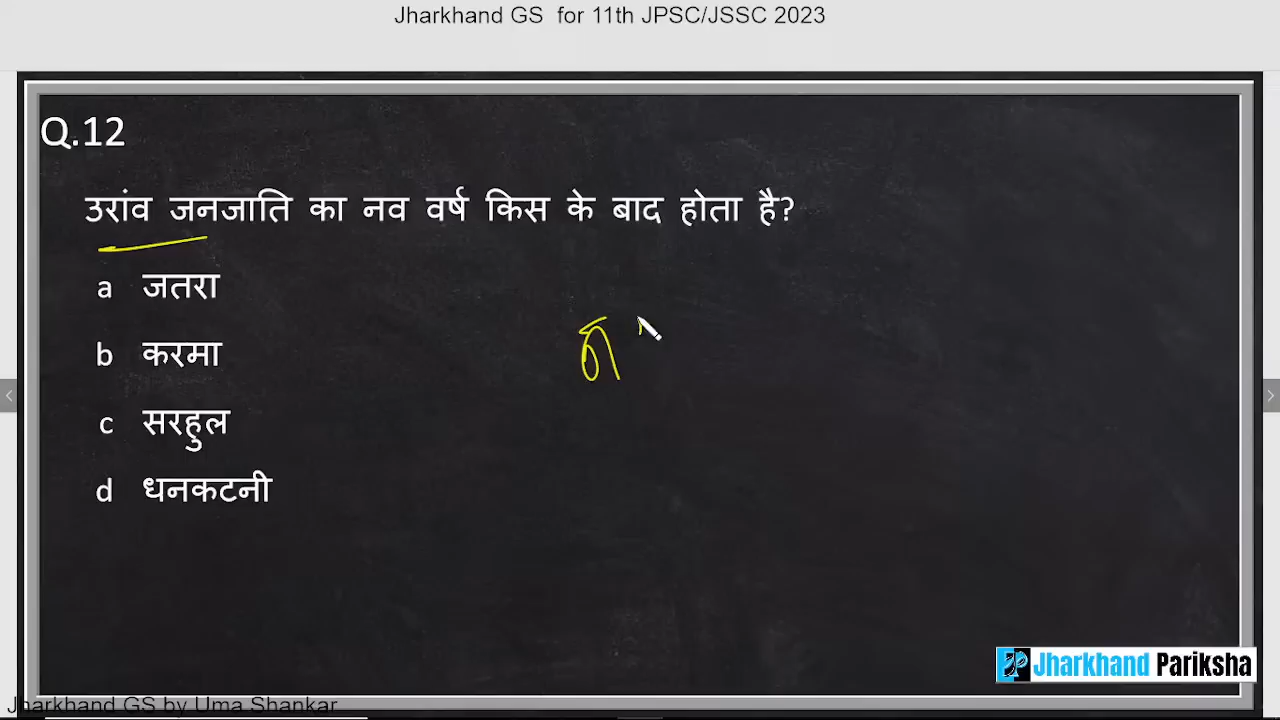 Jharkhand GS for 11th JPSC/JSSC 2023
Q.12
उरांव जनजाति का नव वर्ष किस के बाद होता है?
a जतरा
b करमा
c सरहुल
d धनकटनी
Jharkhand Pariksha
Jharkhand GS by Uma Shankar